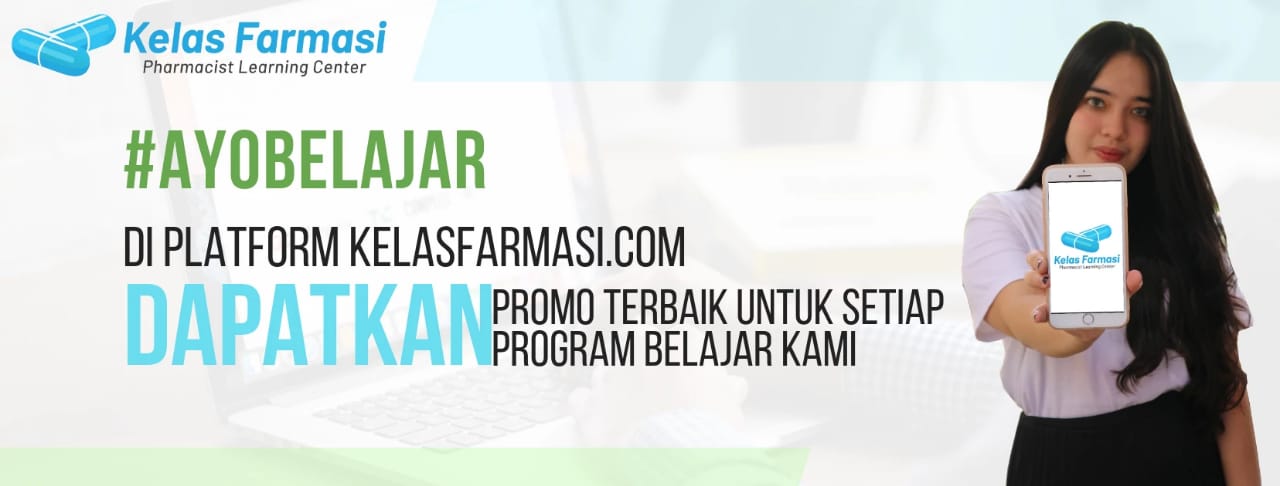 Kelas Farmasi
Pharmacist Learning Center
#AYOBELAJAR
DI PLATFORM KELASFARMASI.COM
DAPATKAN
PROMO TERBAIK UNTUK SETIAP
PROGRAM BELAJAR KAMI
Kelas Farmasi
Pharmacist Learning Center